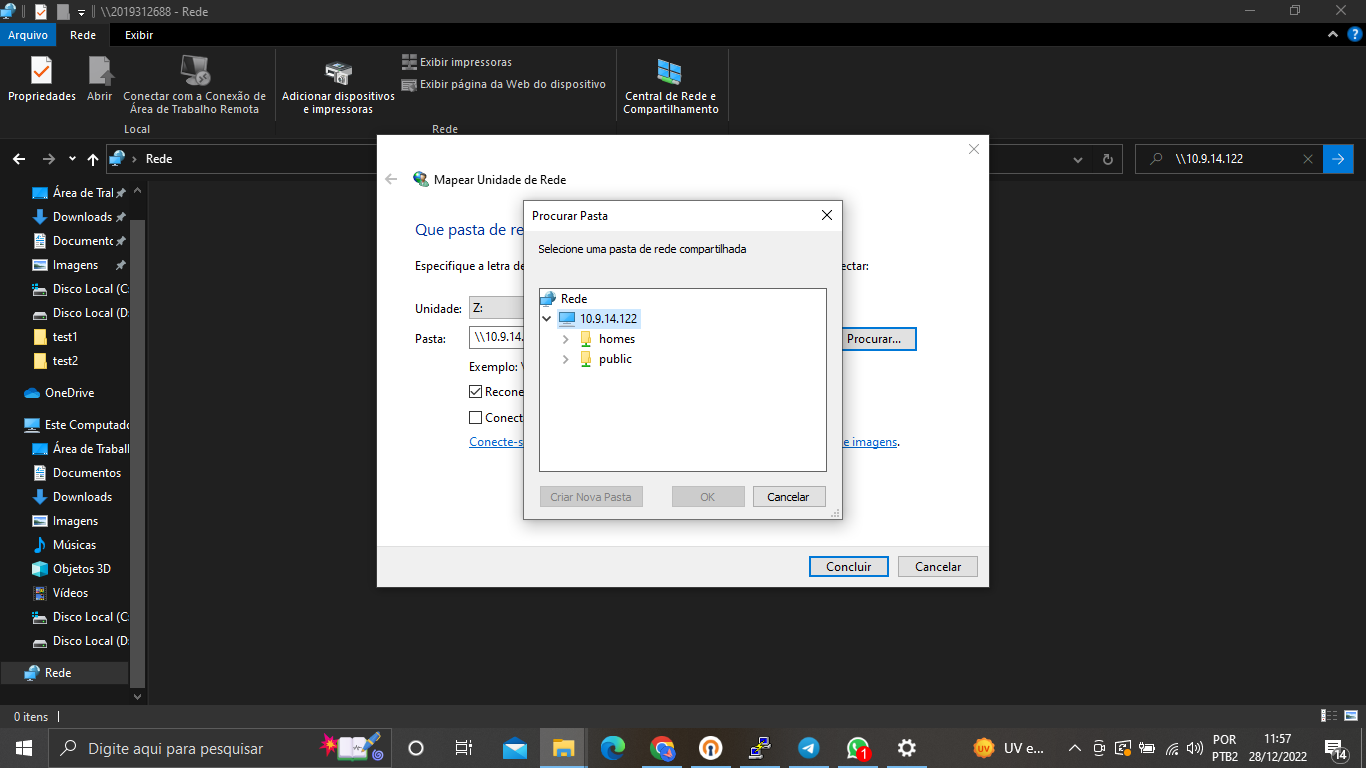 \\2019312688 - Rede
Arquivo
Rede
Exibir
Propriedades
Abrir
Conectar com a Conexão de
Área de Trabalho Remota
Local
Adicionar dispositivos
e impressoras
Exibir impressoras
Exibir página da Web do dispositivo
Rede
Central de Rede e
Compartilhamento
Rede
\\10.9.14.122
Área de Tral
Downloads
Documentc
Imagens
Disco Local (C:
Disco Local (D:
test1
test2
OneDrive
Este Computado
Área de Traball
Documentos
Downloads
Imagens
Músicas
Objetos 3D
Vídeos
Disco Local (C:
Disco Local (D:
Rede
0 itens
Mapear Unidade de Rede
Que pasta de re
Especifique a letra de
ectar:
Unidade:
Z:
Pasta:
\\10.9.14.
Procurar...
Exemplo: \
Recone
Conect
Conecte-s
e imagens.
Concluir
Cancelar
Procurar Pasta
Selecione uma pasta de rede compartilhada
Rede
10.9.14.122
homes
public
Criar Nova Pasta
OK
Cancelar
Digite aqui para pesquisar
1
UV
UV e...
POR
PTB2
11:57
28/12/2022
14